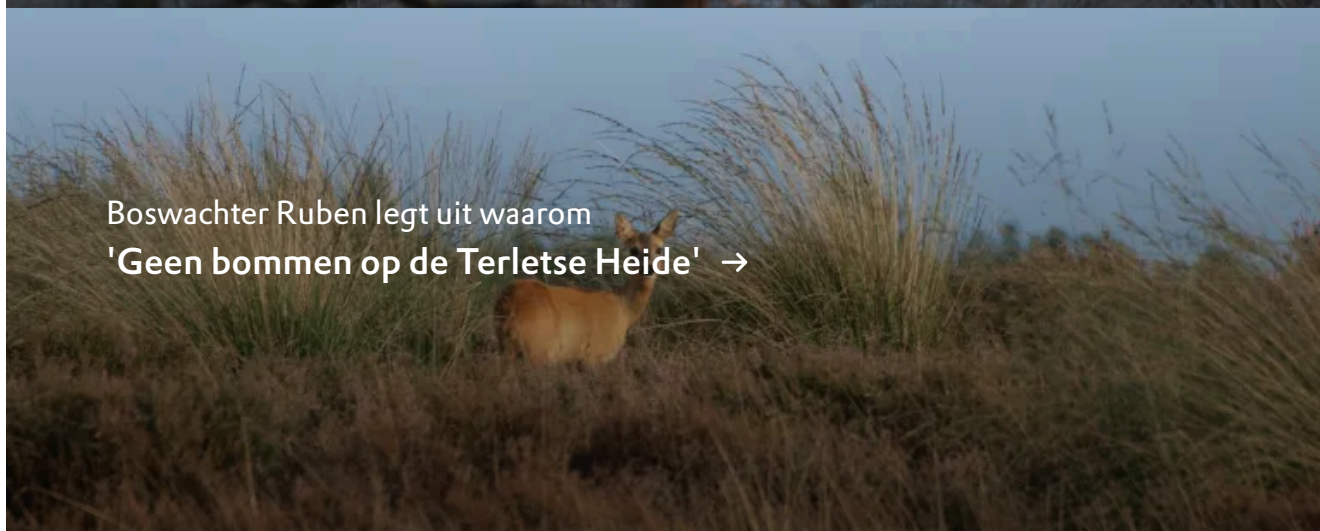 Boswachter Ruben legt uit waarom
'Geen bommen op de Terletse Heide' →